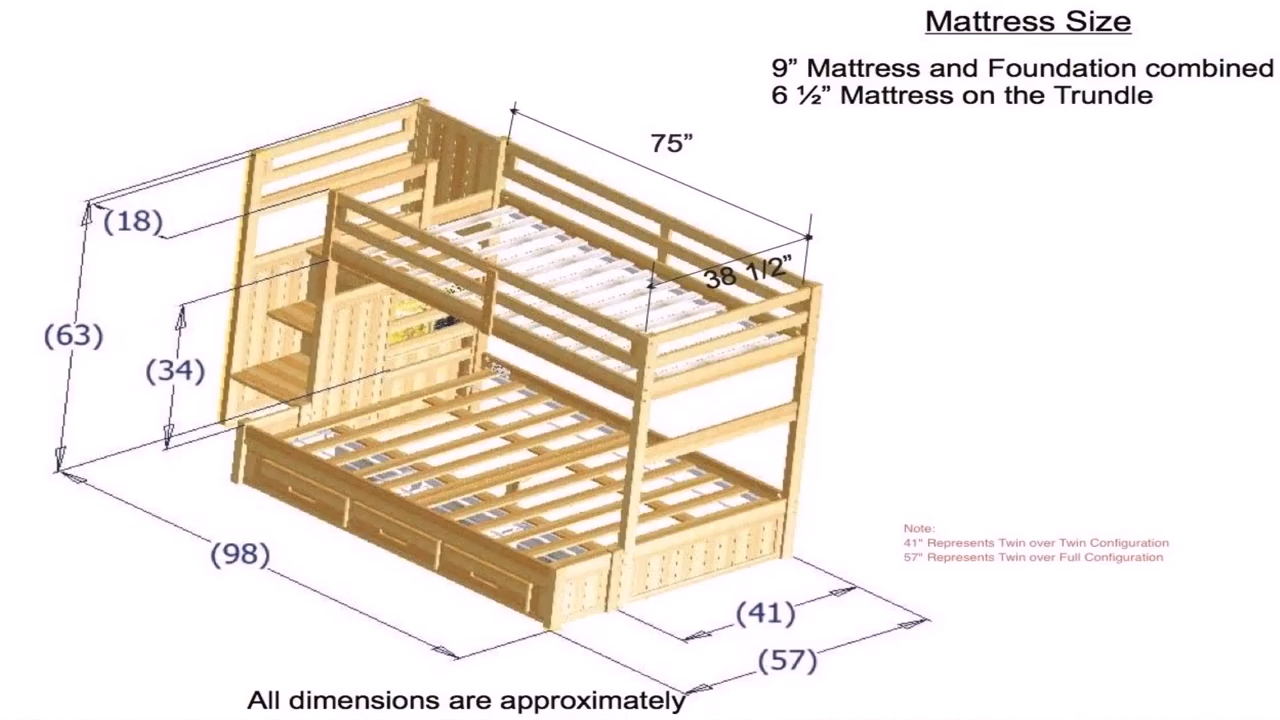 Mattress Size
9” Mattress and Foundation combined
6 ½” Mattress on the Trundle
75”
(18)
38 1/2”
(63)
(34)
Note:
41" Represents Twin over Twin Configuration
57" Represents Twin over Full Configuration
(98)
(41)
(57)
All dimensions are approximately